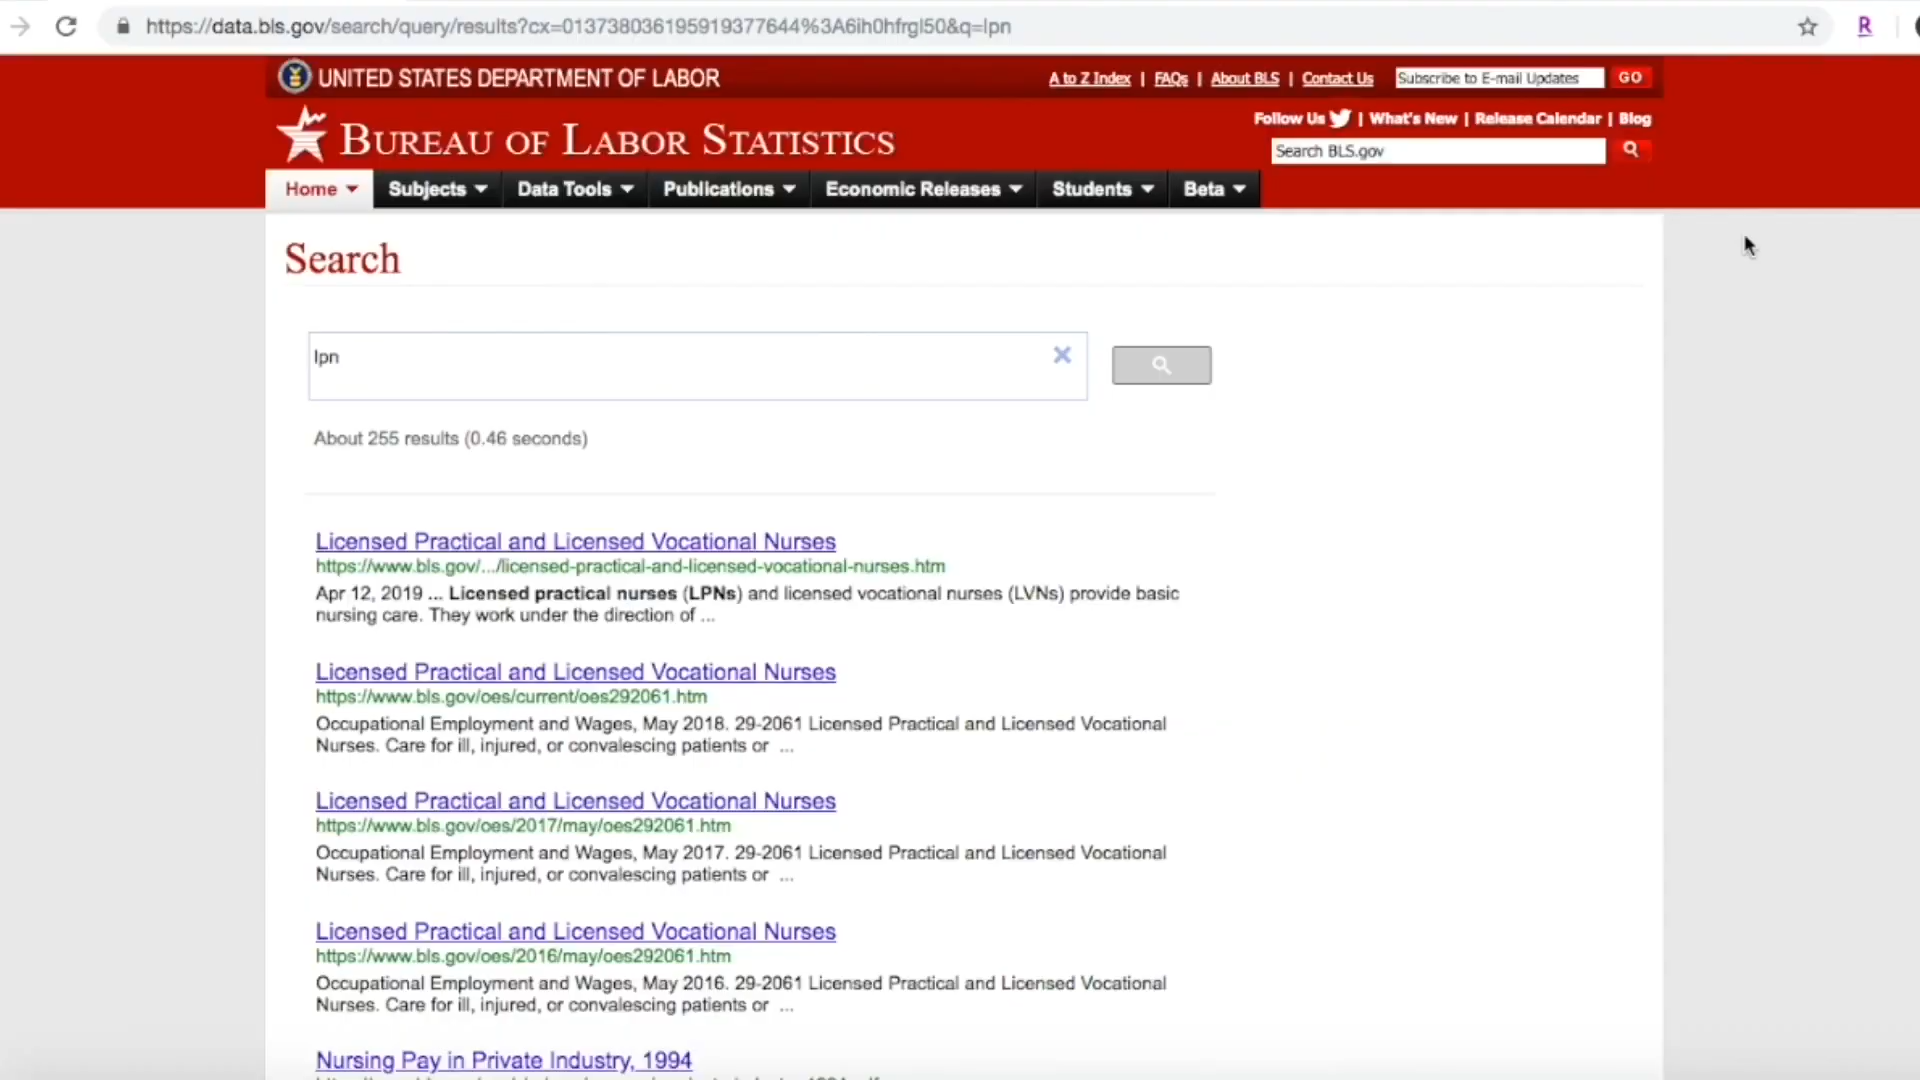 https://data.bls.gov/search/query/results?cx=013738036195919377644%3A6ih0hfrgl50&q=lpn
R
UNITED STATES DEPARTMENT OF LABOR
A to Z Index | FAQs | About BLS | Contact Us
Subscribe to E-mail Updates GO
Follow Us | What's New | Release Calendar | Blog
BUREAU OF LABOR STATISTICS
Search BLS.gov
Home Subjects Data Tools Publications Economic Releases Students Beta
Search
lpn
About 255 results (0.46 seconds)
Licensed Practical and Licensed Vocational Nurses
https://www.bls.gov/.../licensed-practical-and-licensed-vocational-nurses.htm
Apr 12, 2019 ... Licensed practical nurses (LPNs) and licensed vocational nurses (LVNs) provide basic
nursing care. They work under the direction of ...
Licensed Practical and Licensed Vocational Nurses
https://www.bls.gov/oes/current/oes292061.htm
Occupational Employment and Wages, May 2018. 29-2061 Licensed Practical and Licensed Vocational
Nurses. Care for ill, injured, or convalescing patients or ...
Licensed Practical and Licensed Vocational Nurses
https://www.bls.gov/oes/2017/may/oes292061.htm
Occupational Employment and Wages, May 2017. 29-2061 Licensed Practical and Licensed Vocational
Nurses. Care for ill, injured, or convalescing patients or ...
Licensed Practical and Licensed Vocational Nurses
https://www.bls.gov/oes/2016/may/oes292061.htm
Occupational Employment and Wages, May 2016. 29-2061 Licensed Practical and Licensed Vocational
Nurses. Care for ill, injured, or convalescing patients or ...
Nursing Pay in Private Industry, 1994